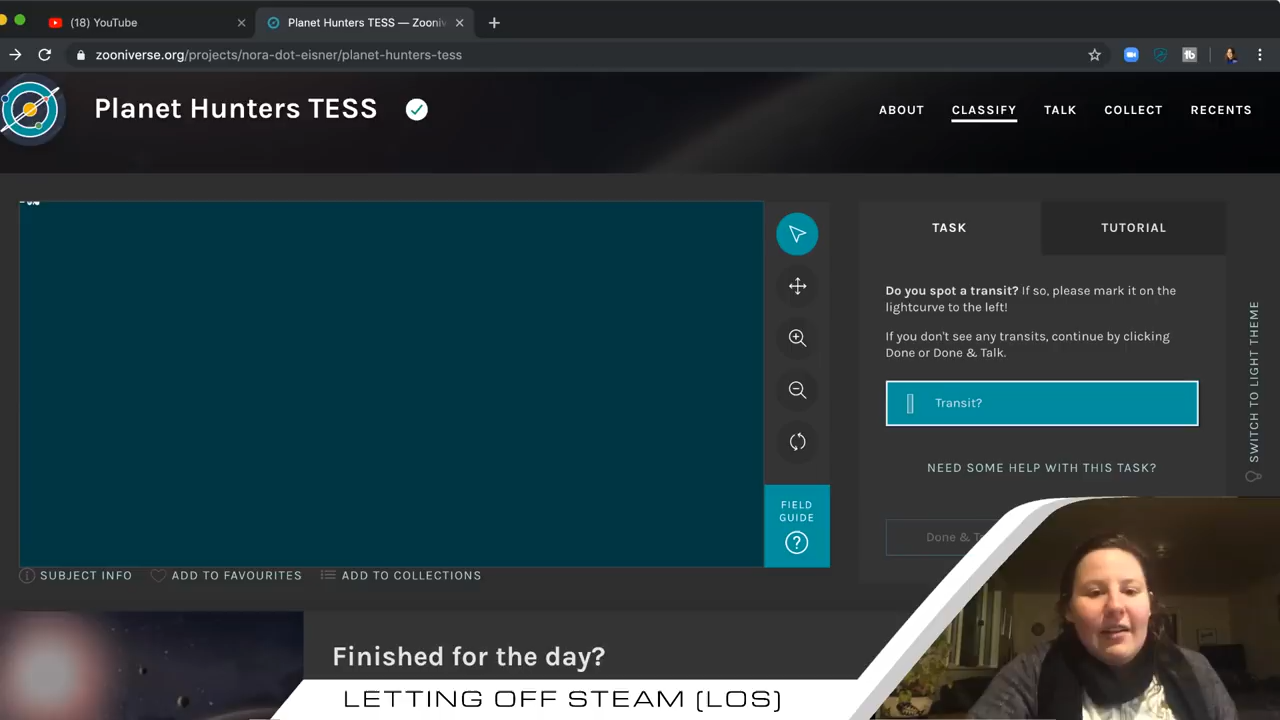 (18) YouTube
Planet Hunters TESS — Zooniv
zooniverse.org/projects/nora-dot-eisner/planet-hunters-tess
Planet Hunters TESS
ABOUT CLASSIFY TALK COLLECT RECENTS
TASK TUTORIAL
Do you spot a transit? If so, please mark it on the
lightcurve to the left!
If you don't see any transits, continue by clicking
Done or Done & Talk.
Transit?
NEED SOME HELP WITH THIS TASK?
Done &
FIELD
GUIDE
?
SWITCH TO LIGHT THEME
SUBJECT INFO ADD TO FAVOURITES ADD TO COLLECTIONS
Finished for the day?
LETTING OFF STEAM (LOS)